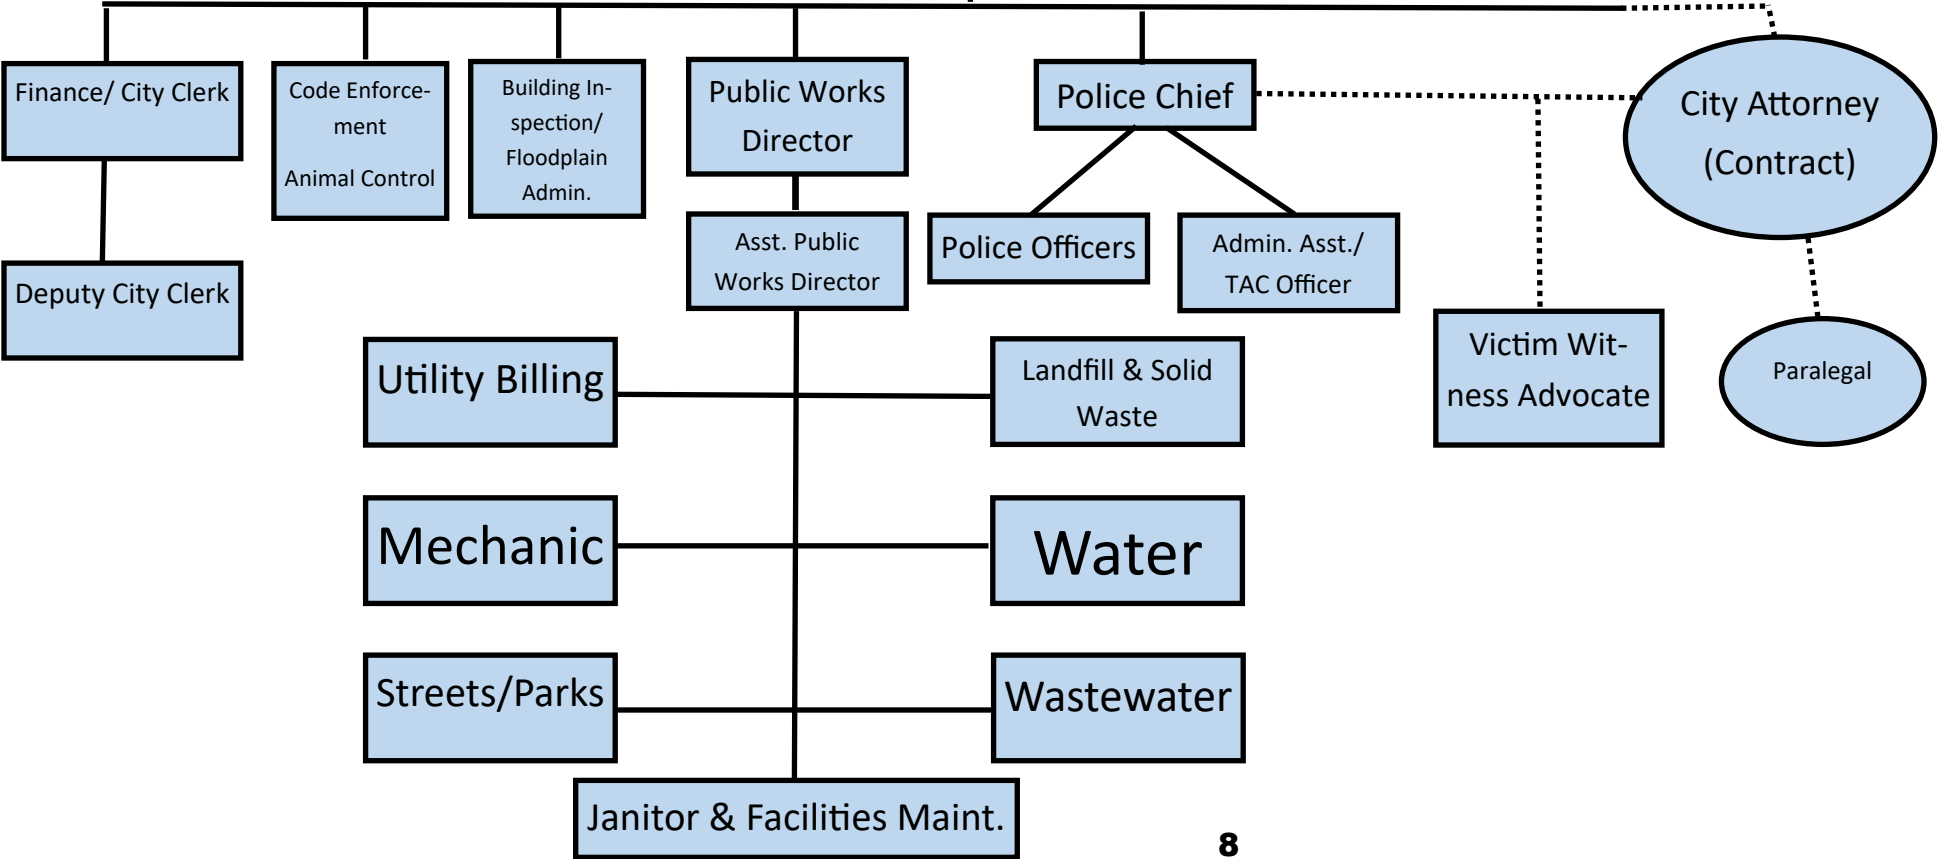 Finance/ City Clerk
Code Enforce-
ment
Animal Control
Building In-
spection/
Floodplain
Admin.
Public Works
Director
Police Chief
City Attorney
(Contract)
Deputy City Clerk
Asst. Public
Works Director
Police Officers
Admin. Asst./
TAC Officer
Victim Wit-
ness Advocate
Paralegal
Utility Billing
Landfill & Solid
Waste
Mechanic
Water
Streets/Parks
Wastewater
Janitor & Facilities Maint.
8